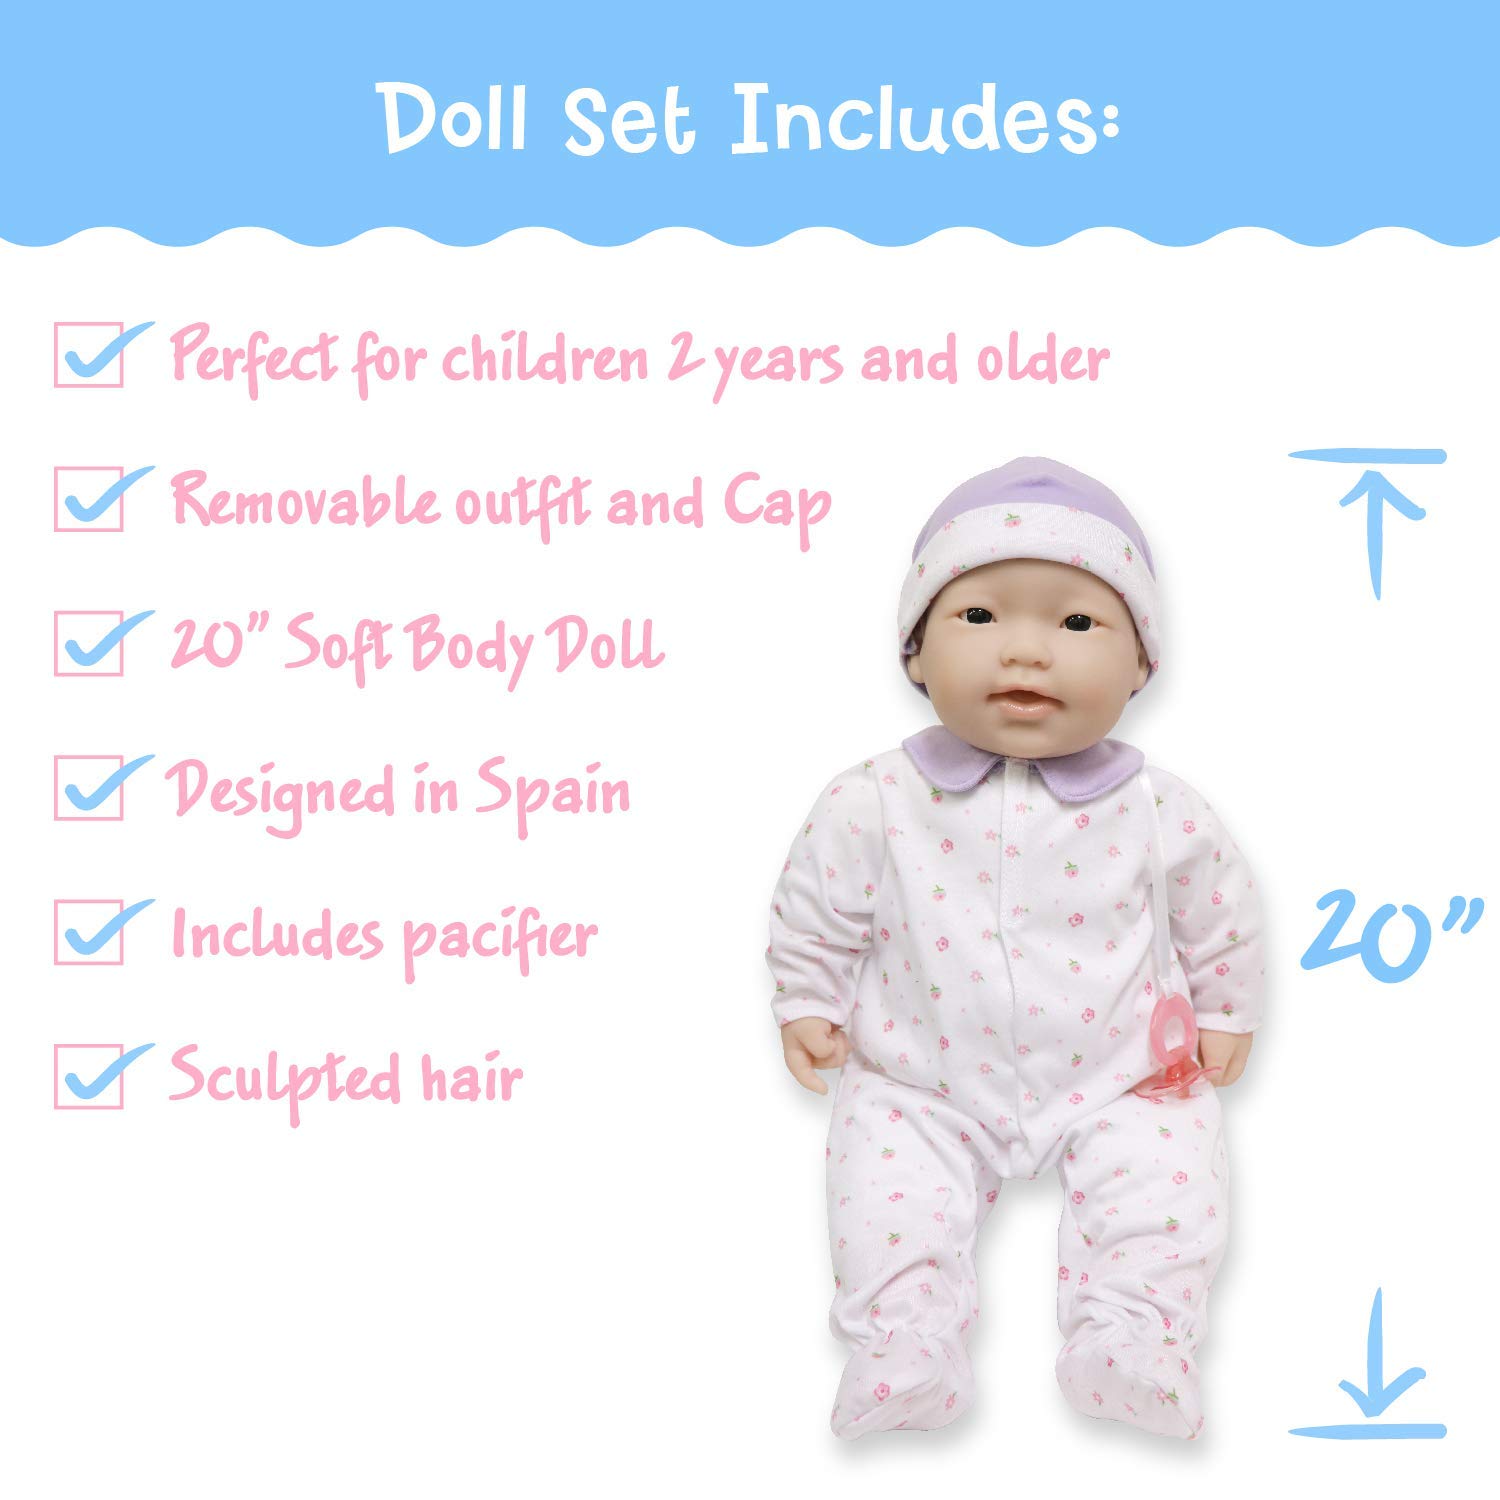 Doll Set Includes:
Perfect for children 2 years and older
Removable outfit and Cap
20" Soft Body Doll
Designed in Spain
Includes pacifier
Sculpted hair
20"